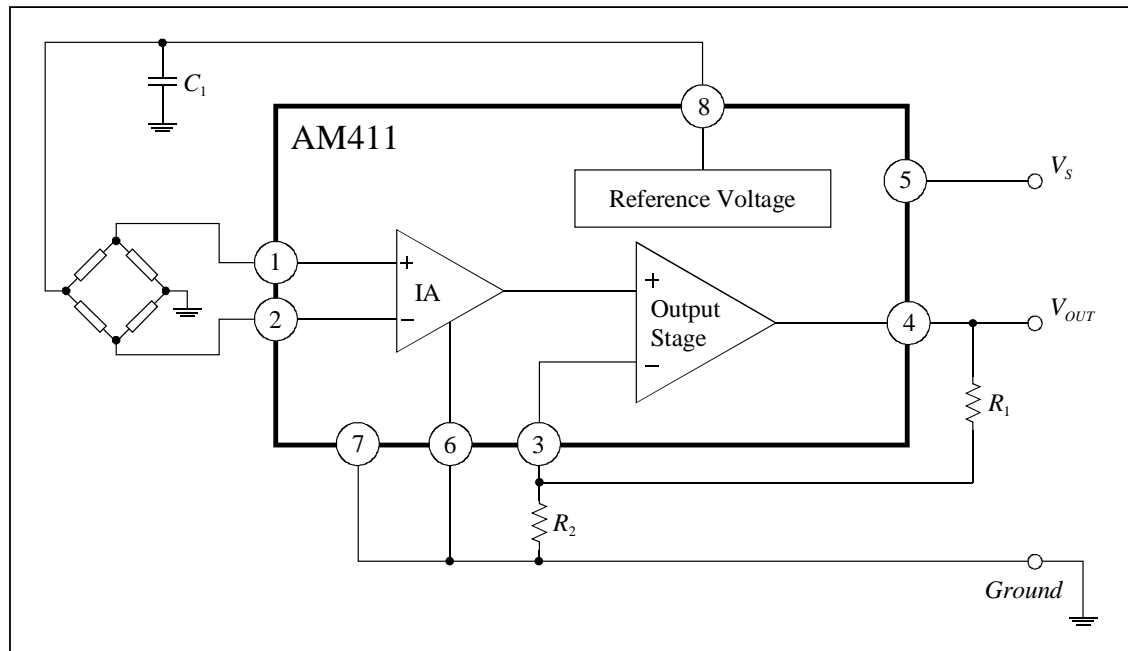 C1
8
AM411
5
VS
Reference Voltage
1
+
IA
2
−
+
Output
Stage
−
4
VOUT
R1
7
6
3
R2
Ground